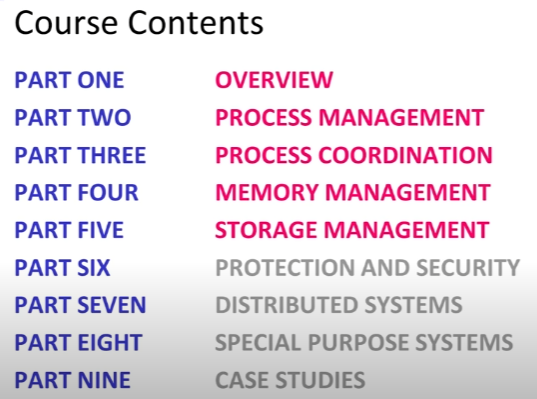 Course Contents
PART ONE OVERVIEW
PART TWO PROCESS MANAGEMENT
PART THREE PROCESS COORDINATION
PART FOUR MEMORY MANAGEMENT
PART FIVE STORAGE MANAGEMENT
PART SIX PROTECTION AND SECURITY
PART SEVEN DISTRIBUTED SYSTEMS
PART EIGHT SPECIAL PURPOSE SYSTEMS
PART NINE CASE STUDIES